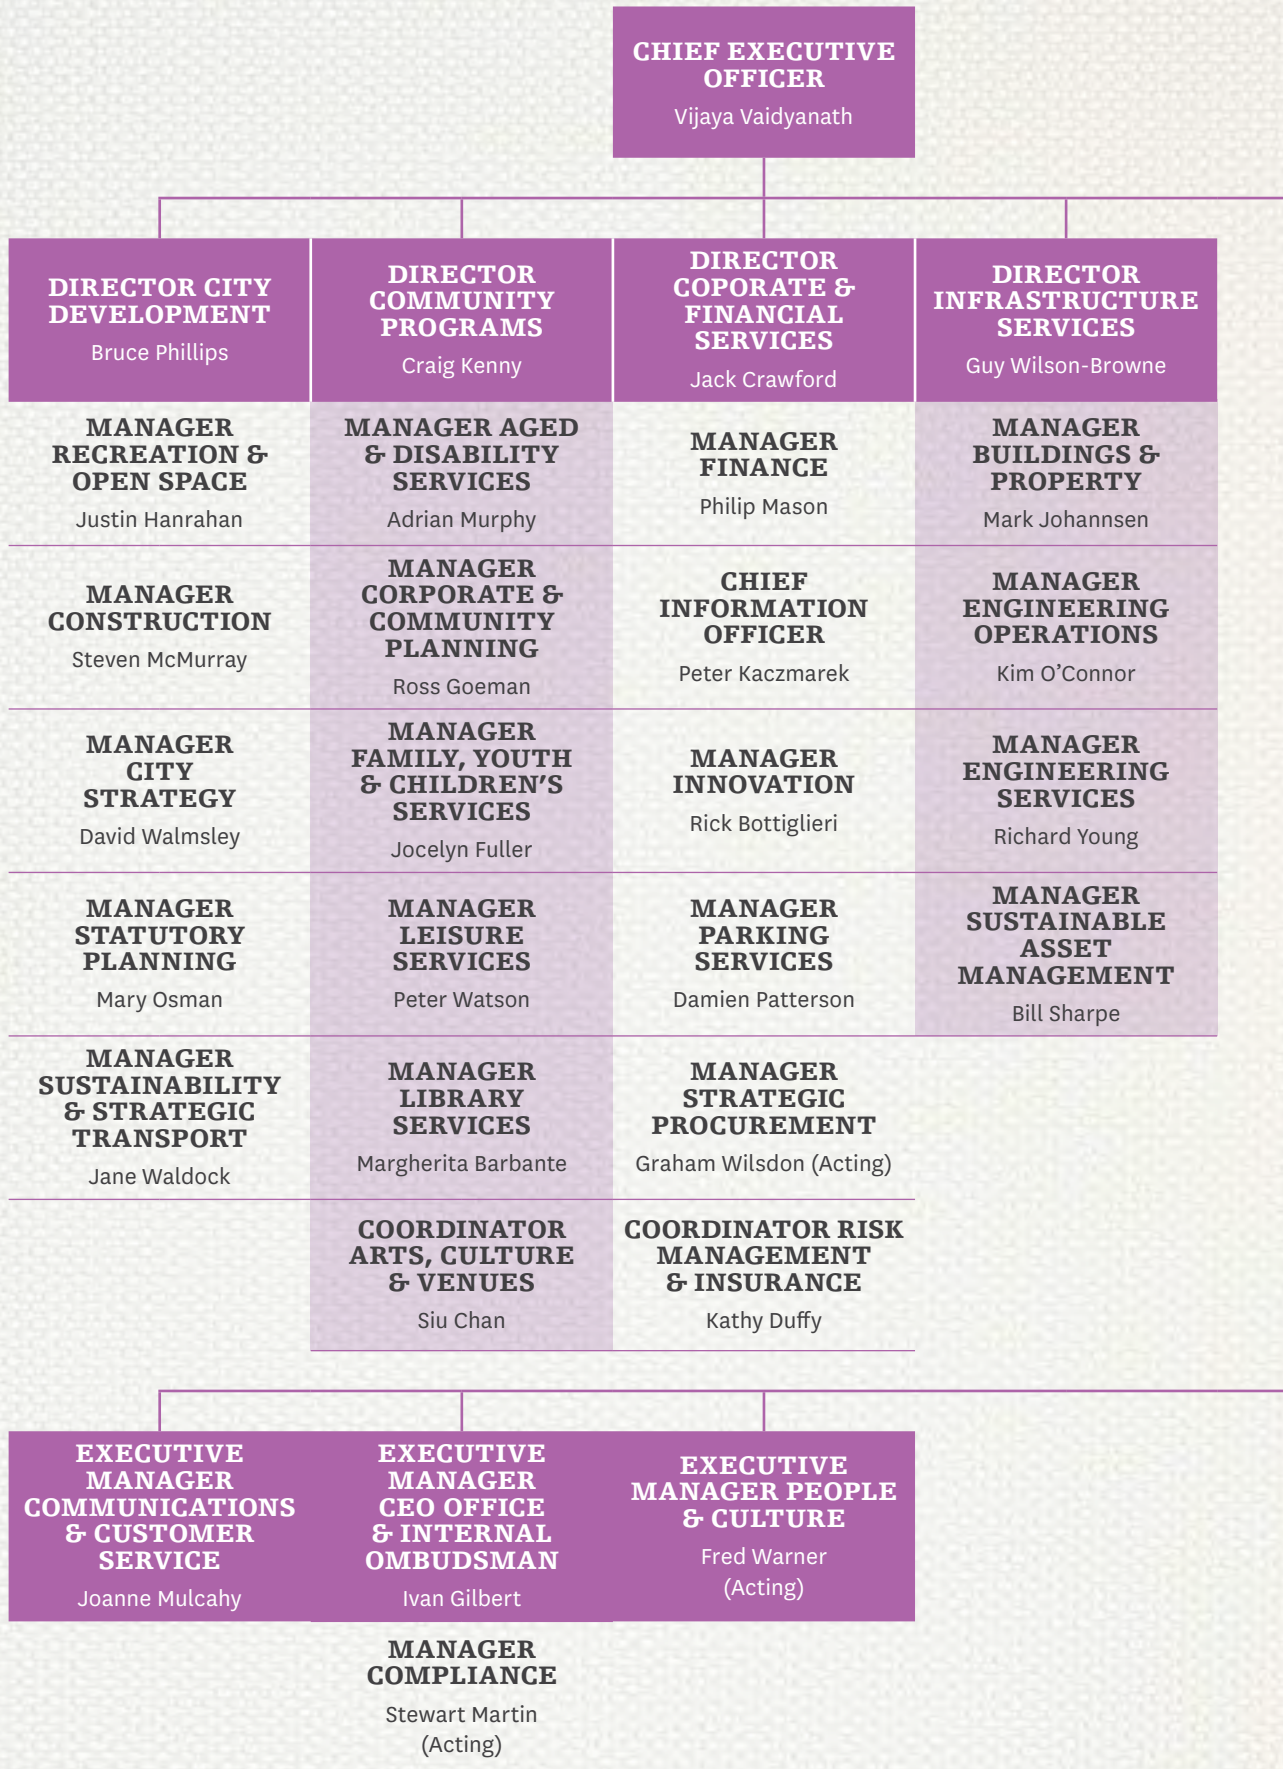 CHIEF EXECUTIVE
OFFICER
Vijaya Vaidyanath
DIRECTOR CITY
DEVELOPMENT
Bruce Phillips
MANAGER
RECREATION &
OPEN SPACE
Justin Hanrahan
MANAGER
CONSTRUCTION
Steven McMurray
MANAGER
CITY
STRATEGY
David Walmsley
MANAGER
STATUTORY
PLANNING
Mary Osman
MANAGER
SUSTAINABILITY
& STRATEGIC
TRANSPORT
Jane Waldock
DIRECTOR
COMMUNITY
PROGRAMS
Craig Kenny
MANAGER AGED
& DISABILITY
SERVICES
Adrian Murphy
MANAGER
CORPORATE &
COMMUNITY
PLANNING
Ross Goeman
MANAGER
FAMILY, YOUTH
& CHILDREN'S
SERVICES
Jocelyn Fuller
MANAGER
LEISURE
SERVICES
Peter Watson
MANAGER
LIBRARY
SERVICES
Margherita Barbante
COORDINATOR
ARTS, CULTURE
& VENUES
Siu Chan
DIRECTOR
COPORATE &
FINANCIAL
SERVICES
Jack Crawford
MANAGER
FINANCE
Philip Mason
CHIEF
INFORMATION
OFFICER
Peter Kaczmarek
MANAGER
INNOVATION
Rick Bottiglieri
MANAGER
PARKING
SERVICES
Damien Patterson
MANAGER
STRATEGIC
PROCUREMENT
Graham Wilsdon (Acting)
COORDINATOR RISK
MANAGEMENT
& INSURANCE
Kathy Duffy
DIRECTOR
INFRASTRUCTURE
SERVICES
Guy Wilson-Browne
MANAGER
BUILDINGS &
PROPERTY
Mark Johannsen
MANAGER
ENGINEERING
OPERATIONS
Kim O'Connor
MANAGER
ENGINEERING
SERVICES
Richard Young
MANAGER
SUSTAINABLE
ASSET
MANAGEMENT
Bill Sharpe
EXECUTIVE
MANAGER
COMMUNICATIONS
& CUSTOMER
SERVICE
Joanne Mulcahy
EXECUTIVE
MANAGER
CEO OFFICE
& INTERNAL
OMBUDSMAN
Ivan Gilbert
MANAGER
COMPLIANCE
Stewart Martin
(Acting)
EXECUTIVE
MANAGER PEOPLE
& CULTURE
Fred Warner
(Acting)